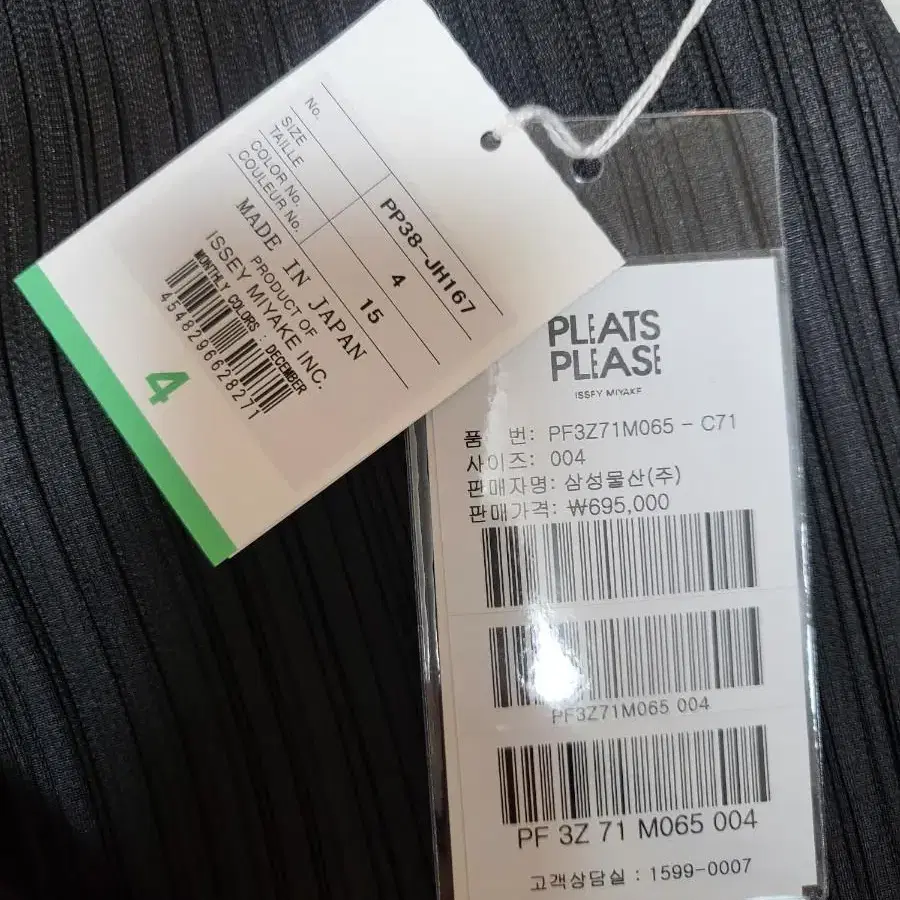 No. PP38-JH167
SIZE
TAILLE 4
COLOR No.
COULEUR No. 15
MADE IN JAPAN
PRODUCT OF
ISSEY MIYAKE INC.
MONTHLY COLORS : DECEMBER
4548296628271
4
PLEATS
PLEASE
ISSEY MIYAKE
품 번: PF3Z71M065 - C71
사이즈: 004
판매자명: 삼성물산(주)
판매가격: ₩695,000
PF3Z71M065 004
PF 3Z 71 M065 004
고객상담실 : 1599-0007